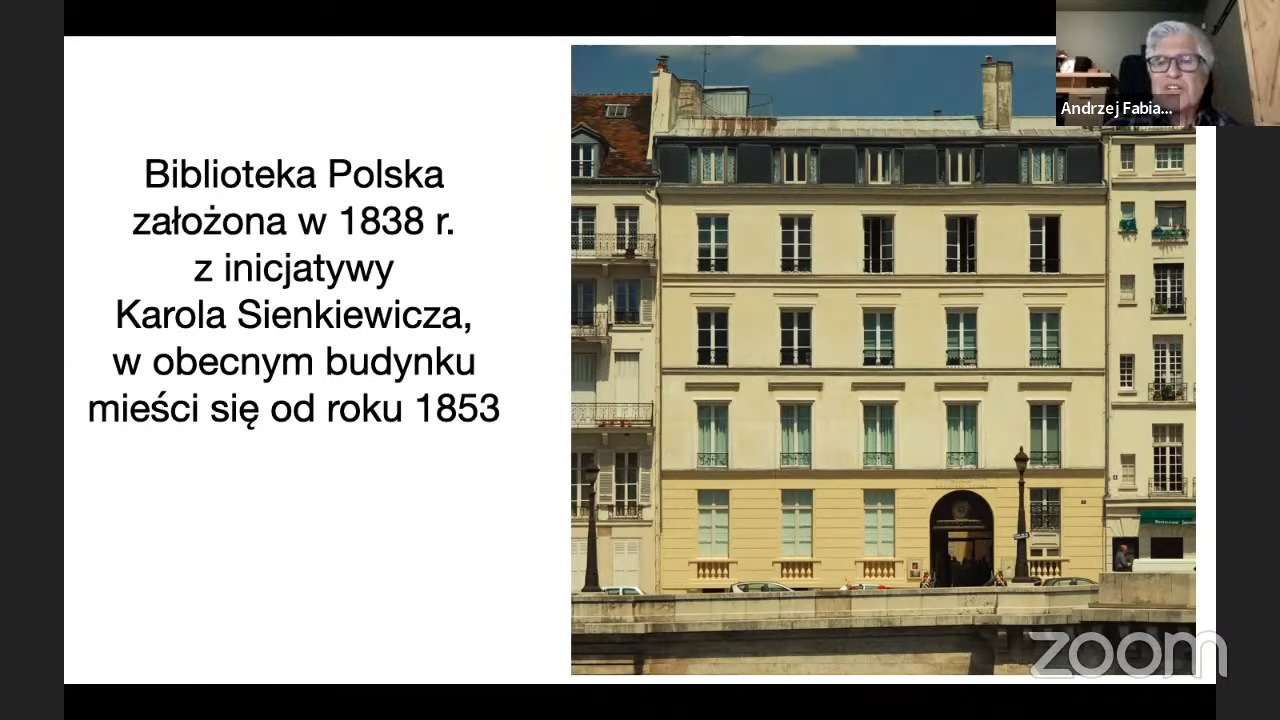 Biblioteka Polska
założona w 1838 r.
z inicjatywy
Karola Sienkiewicza,
w obecnym budynku
mieści się od roku 1853
Andrzej Fabia...
zoom